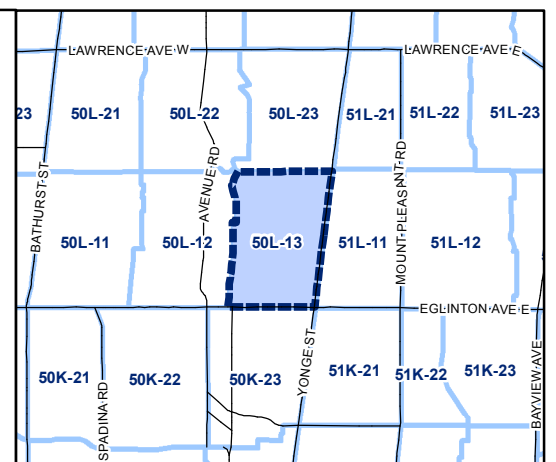 LAWRENCE AVE W
LAWRENCE AVE E
23
50L-21
50L-22
50L-23
51L-21
51L-22
51L-23
BATHURST ST
AVENUE RD
MOUNT PLEASANT RD
50L-11
50L-12
50L-13
51L-11
51L-12
EGLINTON AVE E
50K-21
50K-22
50K-23
51K-21
51K-22
51K-23
SPADINA RD
YONGE ST
BAYVIEW AVE